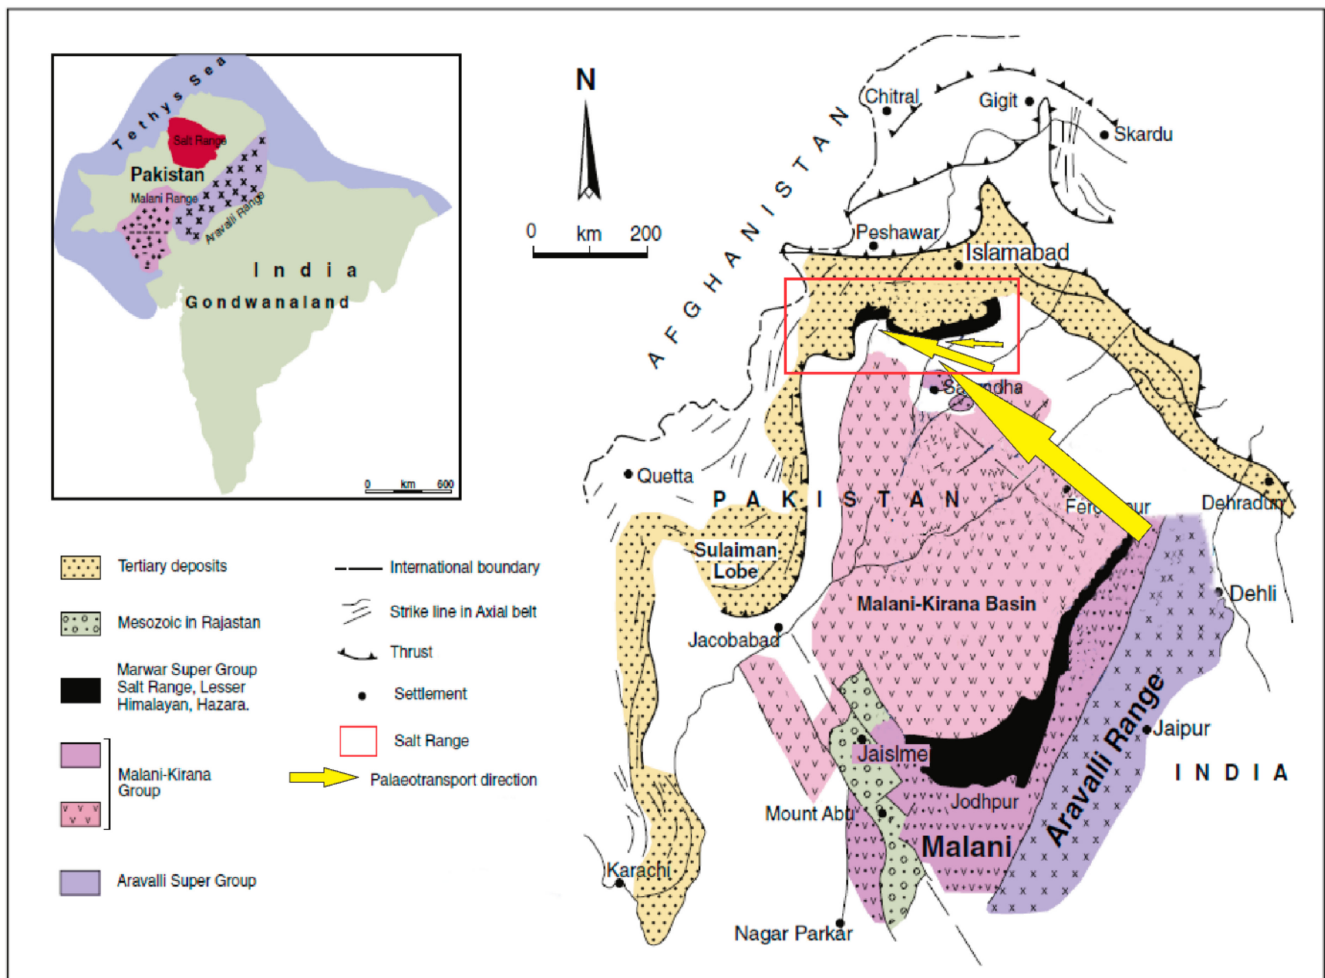 Tethys Sea
Salt Range
Pakistan
Malani Range
Aravalli Range
India
Gondwanaland
0 km 600
N
0 km 200
AFGHANISTAN
Chitral
Gigit
Skardu
Peshawar
Islamabad
Quetta
PAKISTAN
Dehradun
Sulaiman
Lobe
Malani-Kirana Basin
Dehli
Jacobabad
Aravalli Range
Jaipur
Jaislme
INDIA
Jodhpur
Mount Abu
Malani
Karachi
Nagar Parkar
Tertiary deposits
Mesozoic in Rajastan
Marwar Super Group
Salt Range, Lesser
Himalayan, Hazara.
Malani-Kirana
Group
Aravalli Super Group
International boundary
Strike line in Axial belt
Thrust
Settlement
Salt Range
Palaeotransport direction